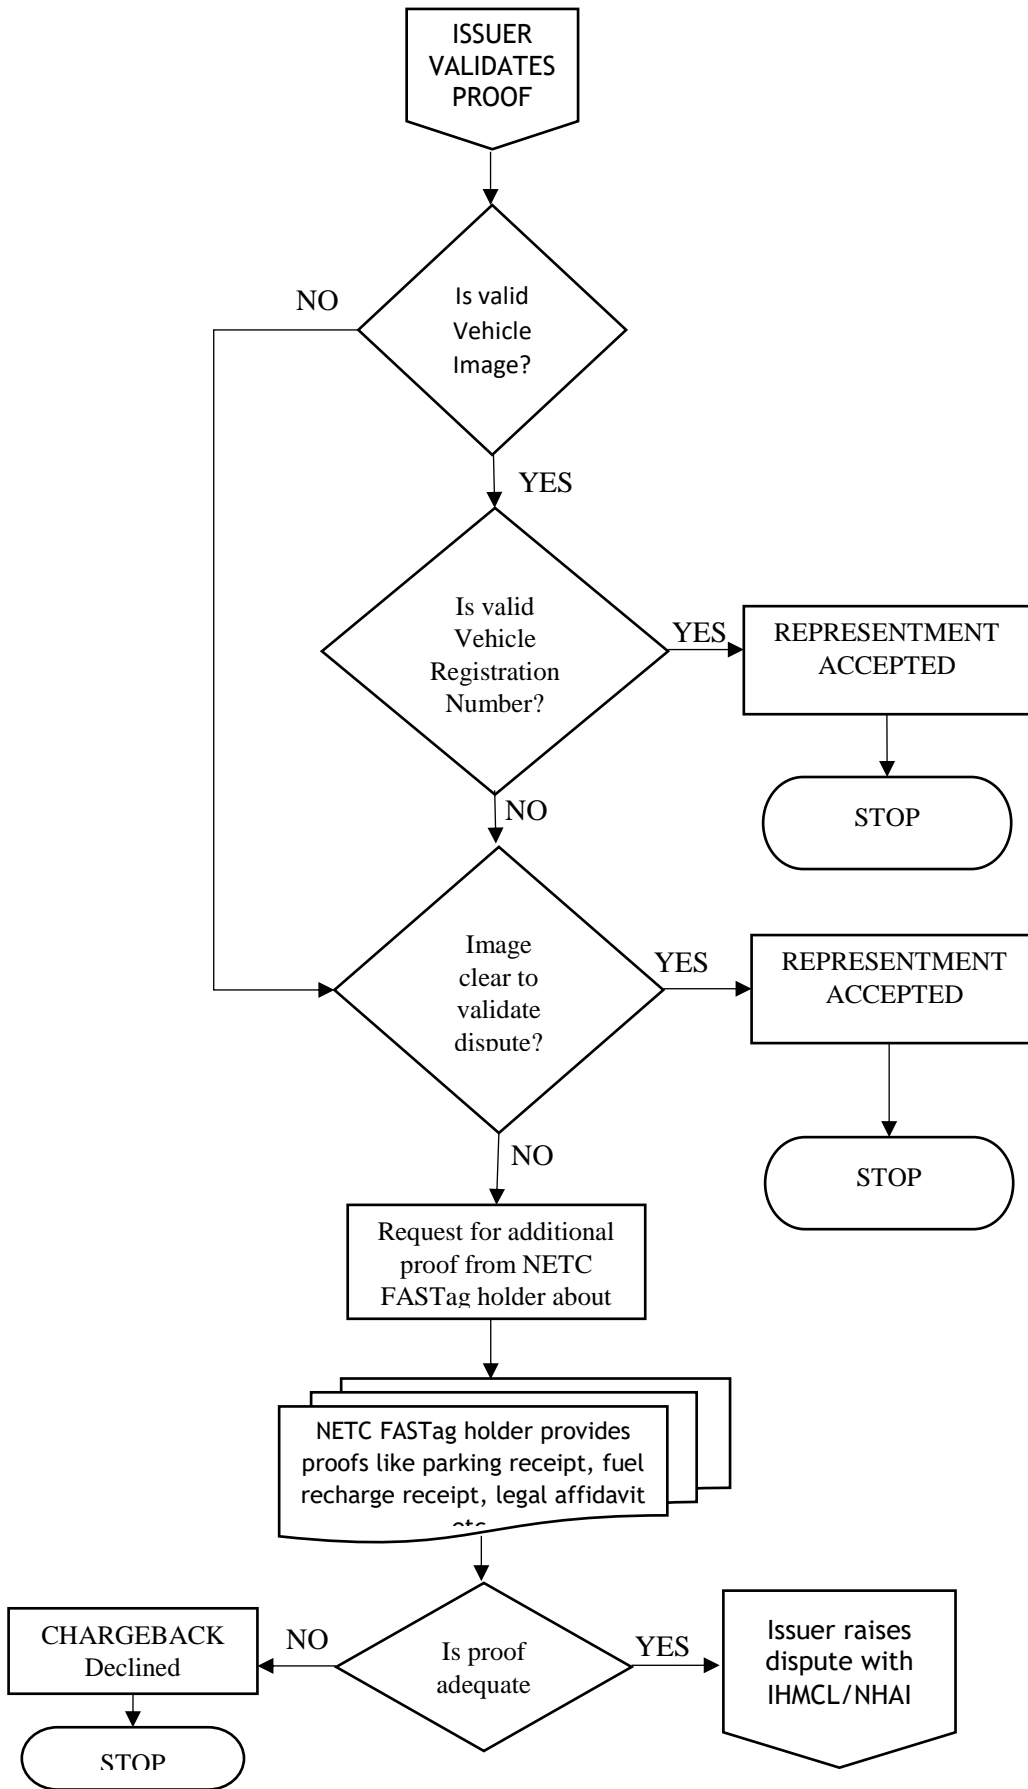 ISSUER
VALIDATES
PROOF
Is valid
Vehicle
Image?
NO
YES
Is valid
Vehicle
Registration
Number?
YES
REPRESENTMENT
ACCEPTED
STOP
NO
Image
clear to
validate
dispute?
YES
REPRESENTMENT
ACCEPTED
STOP
NO
Request for additional
proof from NETC
FASTag holder about
NETC FASTag holder provides
proofs like parking receipt, fuel
recharge receipt, legal affidavit
etc
Is proof
adequate
NO
CHARGEBACK
Declined
STOP
YES
Issuer raises
dispute with
IHMCL/NHAI